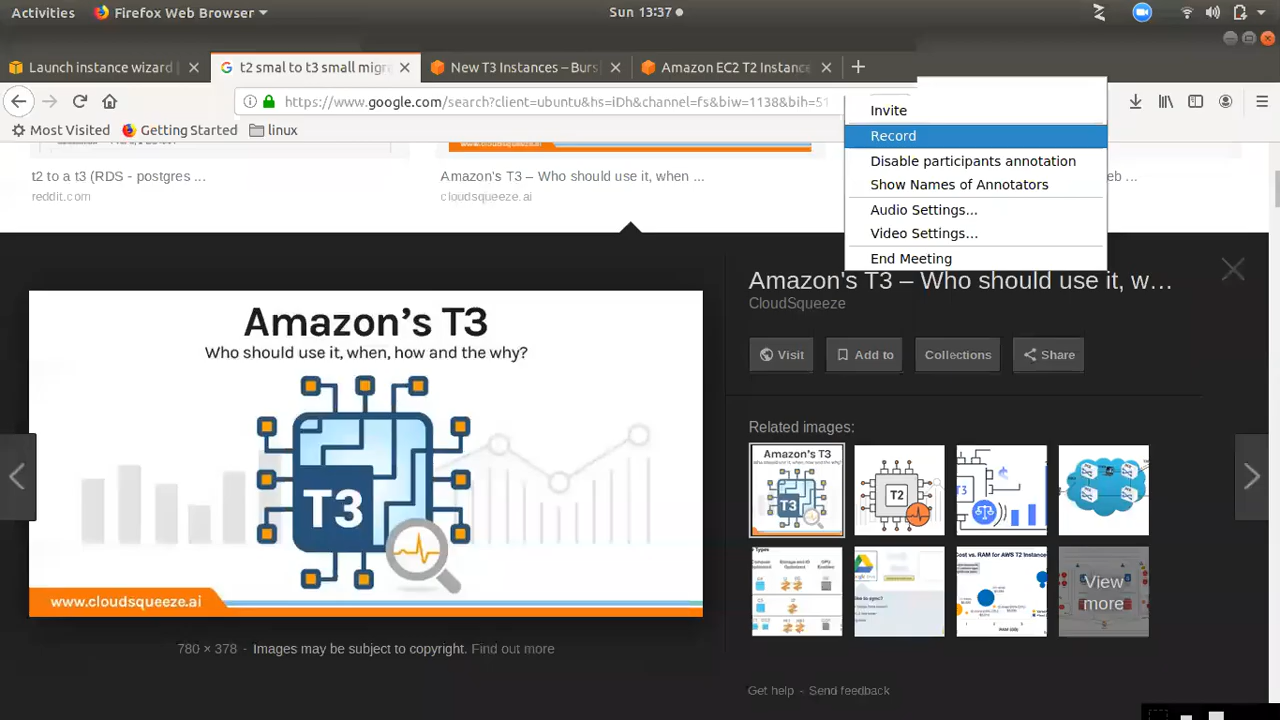 Activities Firefox Web Browser Sun 13:37
Launch instance wizard t2 smal to t3 small migr New T3 Instances – Burs Amazon EC2 T2 Instanc
https://www.google.com/search?client=ubuntu&hs=iDh&channel=fs&biw=1138&bih=51
Most Visited Getting Started linux
Invite
Record
Disable participants annotation
Show Names of Annotators
Audio Settings...
Video Settings...
End Meeting
t2 to a t3 (RDS - postgres ...
reddit.com
Amazon's T3 – Who should use it, when ...
cloudsqueeze.ai
Amazon's T3 – Who should use it, w…
CloudSqueeze
Visit Add to Collections Share
Amazon's T3
Who should use it, when, how and the why?
T3
www.cloudsqueeze.ai
780 × 378 - Images may be subject to copyright. Find out more
Related images:
Amazon's T3
T3
T2
View more
Get help - Send feedback